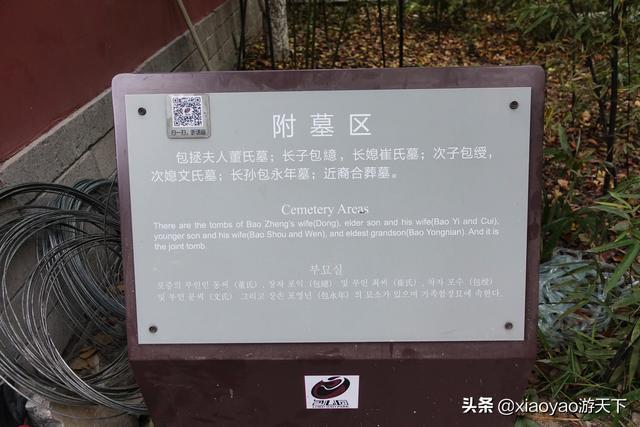 扫一扫，听讲解
附墓区
包拯夫人董氏墓；长子包繶，长媳崔氏墓；次子包绶，
次媳文氏墓；长孙包永年墓；近裔合葬墓。
Cemetery Areas
There are the tombs of Bao Zheng's wife(Dong), elder son and his wife(Bao Yi and Cui),
younger son and his wife(Bao Shou and Wen), and eldest grandson(Bao Yongnian). And it is
the joint tomb.
부묘실
포증의 부인인 동씨（董氏）, 장자 포익（包繶） 및 부인 최씨（崔氏）, 차자 포수（包绶）
및 부인 문씨（文氏） 그리고 장손 포영년（包永年）의 묘소가 있으며 가족합장묘에 속한다.
头条 @xiaoyao游天下